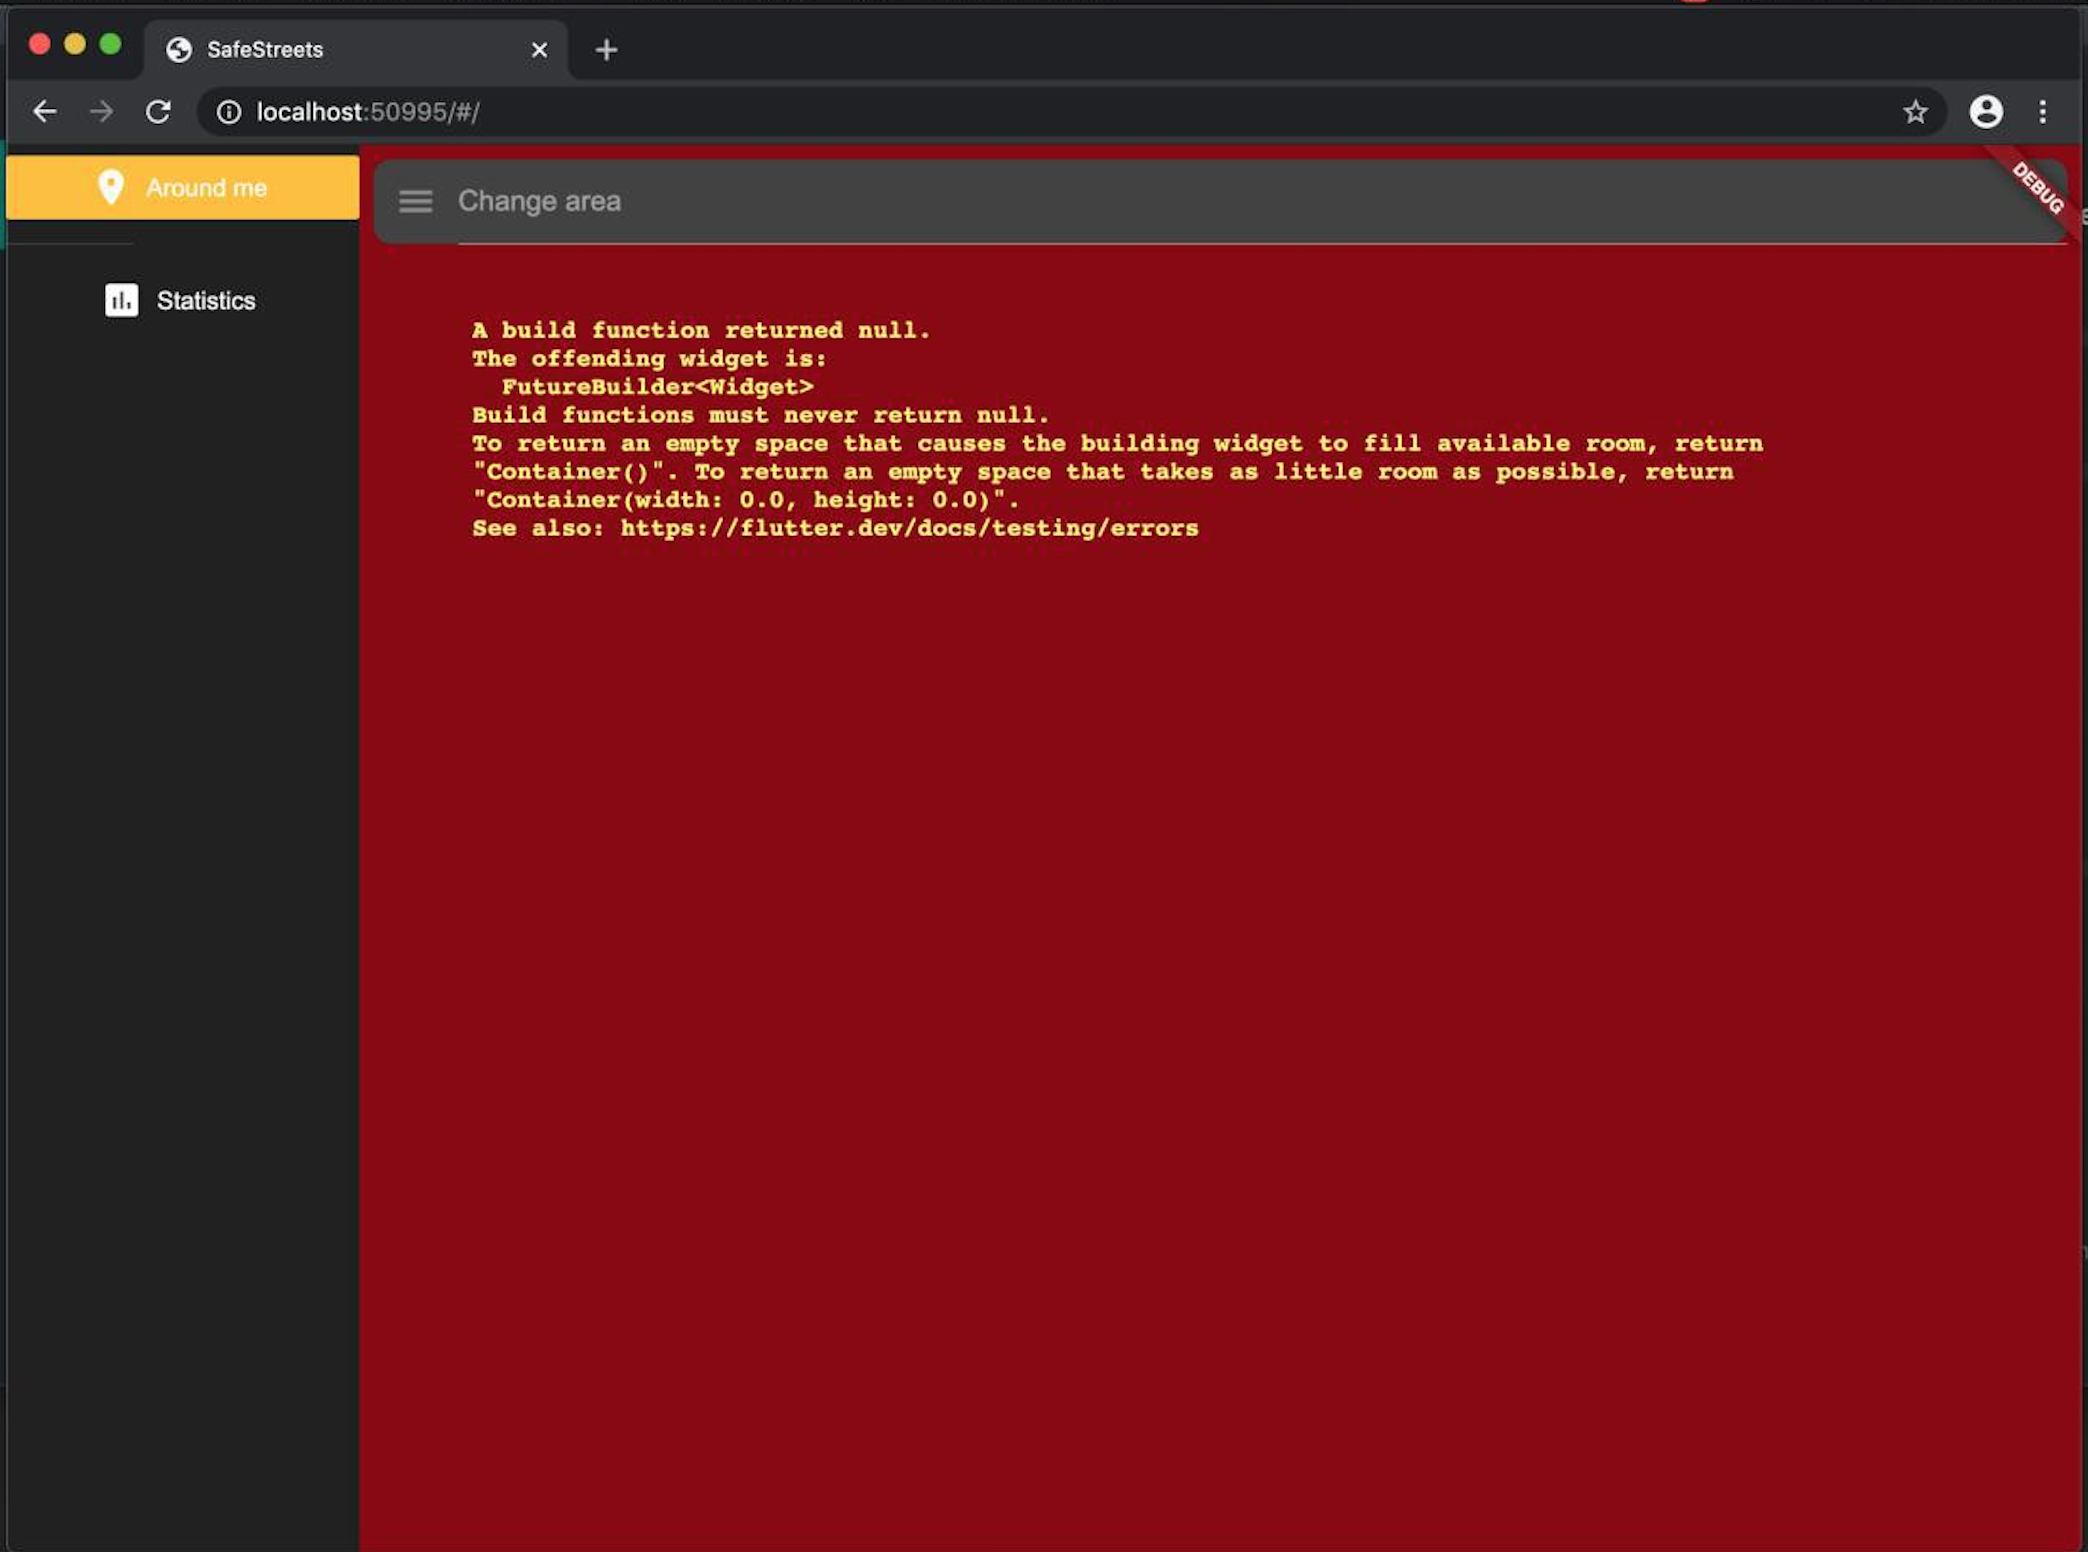 SafeStreets
localhost:50995/#/
Around me
Change area
DEBUG
Statistics
A build function returned null.
The offending widget is:
  FutureBuilder<Widget>
Build functions must never return null.
To return an empty space that causes the building widget to fill available room, return
"Container()". To return an empty space that takes as little room as possible, return
"Container(width: 0.0, height: 0.0)".
See also: https://flutter.dev/docs/testing/errors